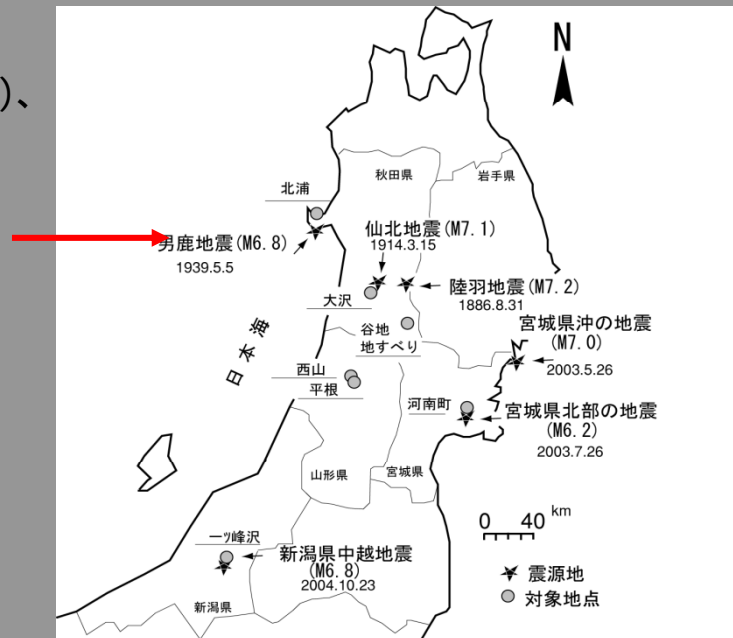 )、
N
秋田県
岩手県
北浦
男鹿地震(M6.8)
1939.5.5
仙北地震(M7.1)
1914.3.15
陸羽地震(M7.2)
1886.8.31
大沢
谷地
地すべり
宮城県沖の地震
(M7.0)
2003.5.26
日本海
西山
平根
河南町
宮城県北部の地震
(M6.2)
2003.7.26
山形県
宮城県
0 40 km
一ツ峰沢
新潟県中越地震
(M6.8)
2004.10.23
新潟県
震源地
対象地点